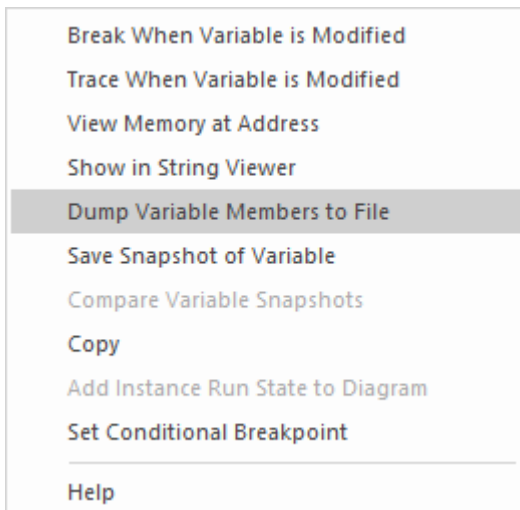 Break When Variable is Modified
Trace When Variable is Modified
View Memory at Address
Show in String Viewer
Dump Variable Members to File
Save Snapshot of Variable
Compare Variable Snapshots
Copy
Add Instance Run State to Diagram
Set Conditional Breakpoint
Help